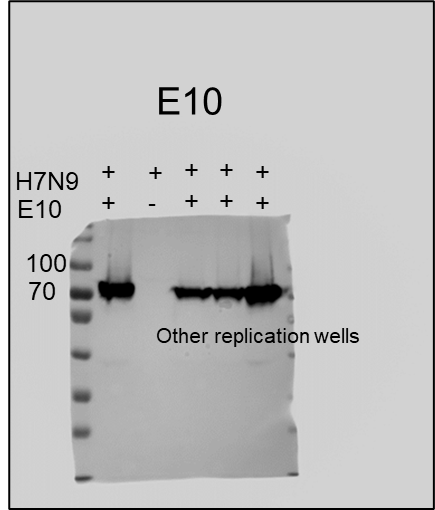 E10
H7N9 + + + + +
E10 + - + + +
100
70
Other replication wells